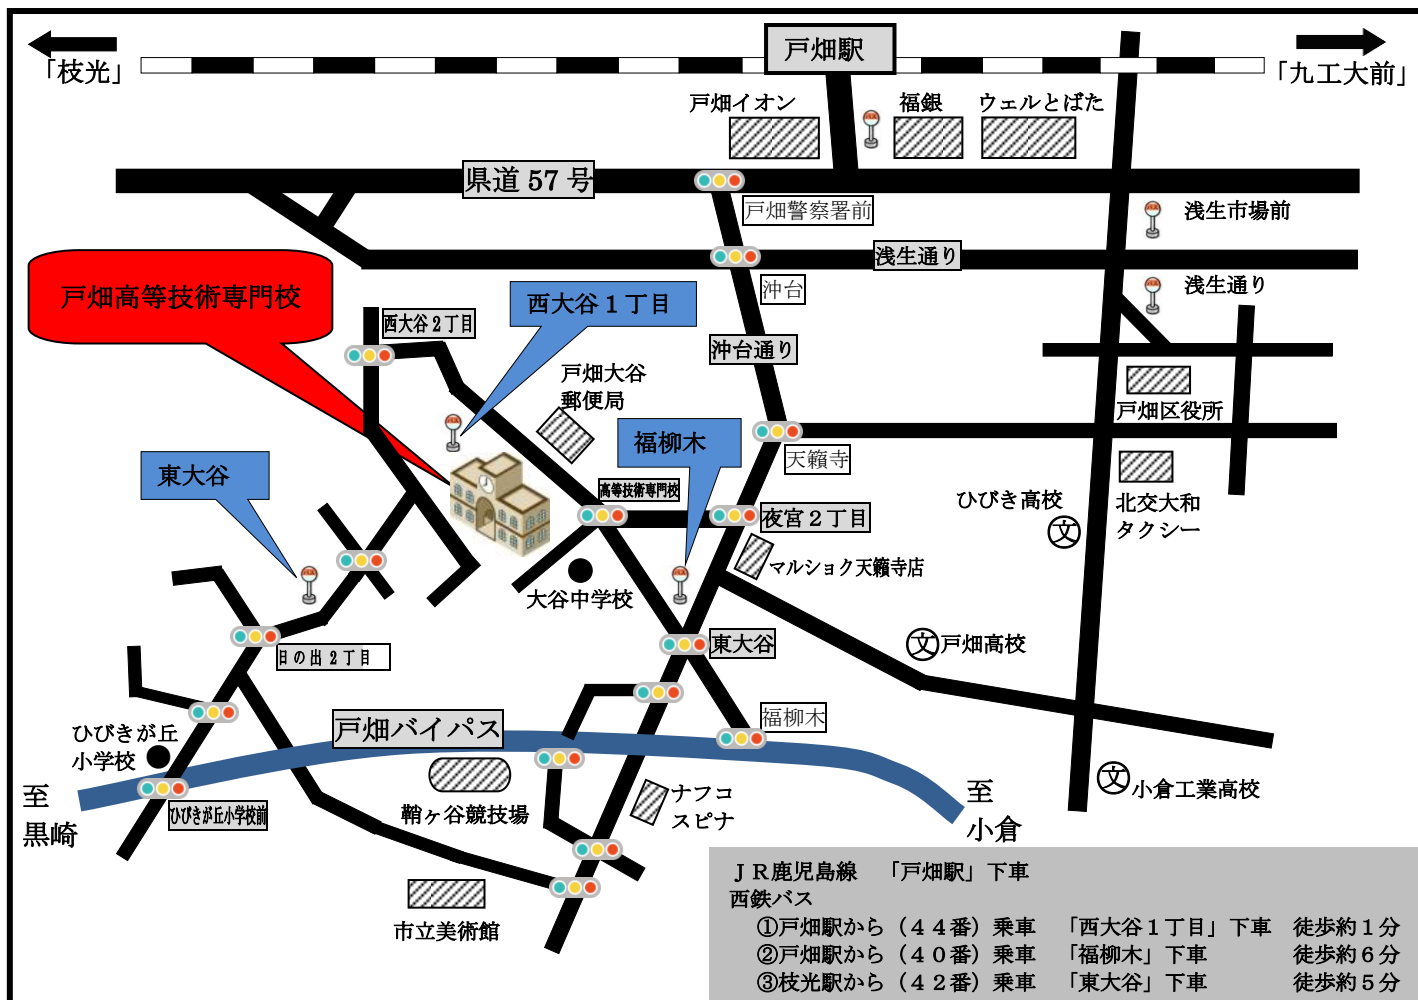 戸畑駅
「枝光」
「九工大前」
戸畑イオン
福銀
ウェルとばた
県道57号
戸畑警察署前
浅生市場前
浅生通り
沖台
浅生通り
戸畑高等技術専門校
西大谷1丁目
西大谷2丁目
沖台通り
戸畑大谷
郵便局
戸畑区役所
福柳木
東大谷
天籟寺
高等技術専門校
夜宮2丁目
ひびき高校
文
北交大和
タクシー
マルショク天籟寺店
大谷中学校
東大谷
文
戸畑高校
日の出2丁目
福柳木
戸畑バイパス
ひびきが丘
小学校
ひびきが丘小学校前
至
黒崎
鞘ヶ谷競技場
ナフコ
スピナ
至
小倉
文
小倉工業高校
市立美術館
JR鹿児島線 「戸畑駅」下車
西鉄バス
①戸畑駅から(44番)乗車 「西大谷1丁目」下車 徒歩約1分
②戸畑駅から(40番)乗車 「福柳木」下車 徒歩約6分
③枝光駅から(42番)乗車 「東大谷」下車 徒歩約5分